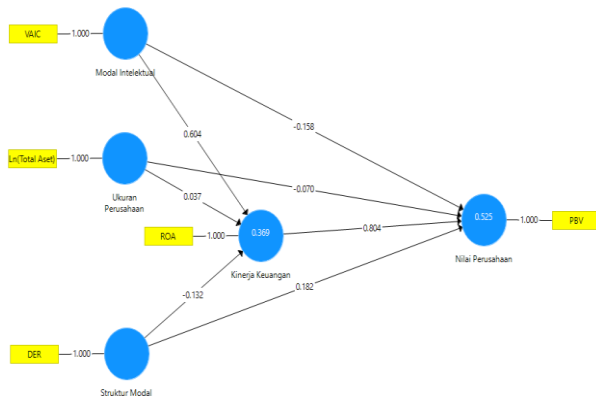 VAIC
1.000
Modal Intelektual
-0.158
0.604
Ln(Total Aset)
1.000
Ukuran
Perusahaan
-0.070
0.037
ROA
1.000
0.369
Kinerja Keuangan
0.804
0.525
Nilai Perusahaan
1.000
PBV
-0.132
0.182
DER
1.000
Struktur Modal